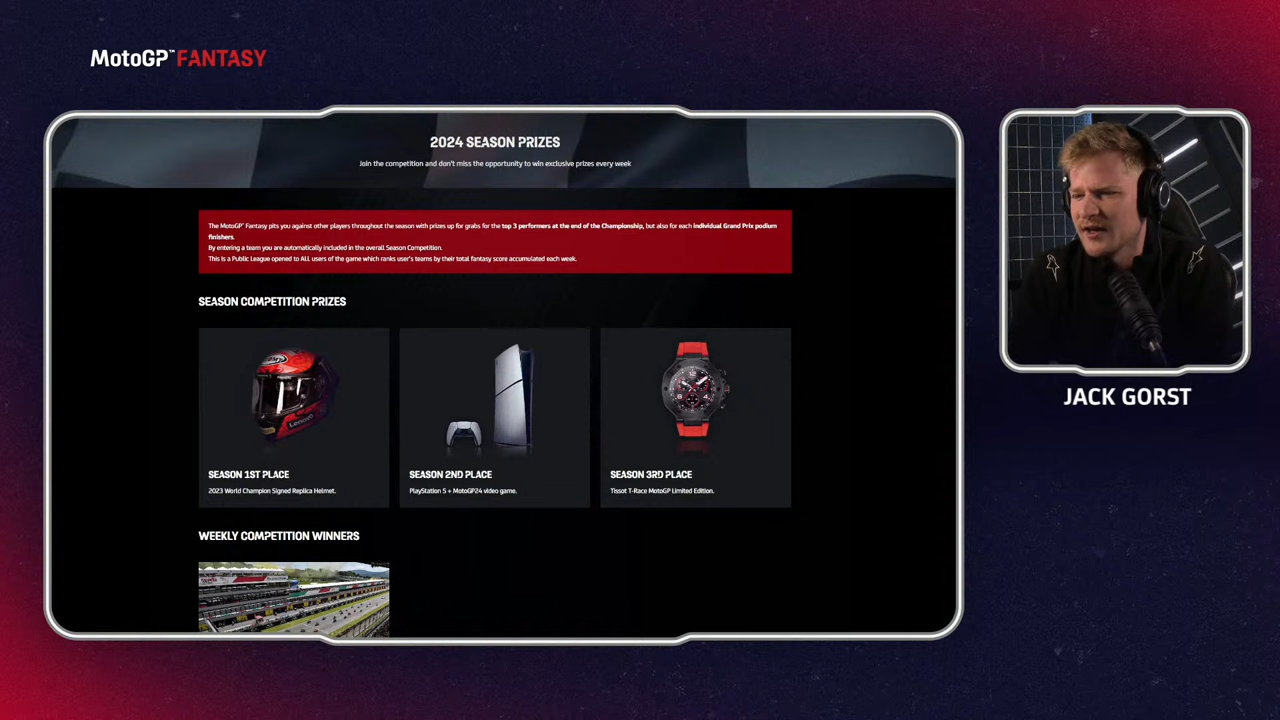 MotoGP™ FANTASY
2024 SEASON PRIZES
Join the competition and don't miss the opportunity to win exclusive prizes every week
The MotoGP™ Fantasy pits you against other players throughout the season with prizes up for grabs for the top 3 performers at the end of the Championship, but also for each individual Grand Prix podium
finishers.
By entering a team you are automatically included in the overall Season Competition.
This is a Public League opened to ALL users of the game which ranks user's teams by their total fantasy score accumulated each week.
SEASON COMPETITION PRIZES
Lenovo
SEASON 1ST PLACE
2023 World Champion Signed Replica Helmet.
SEASON 2ND PLACE
PlayStation 5 + MotoGP24 video game.
SEASON 3RD PLACE
Tissot T-Race MotoGP Limited Edition.
WEEKLY COMPETITION WINNERS
JACK GORST